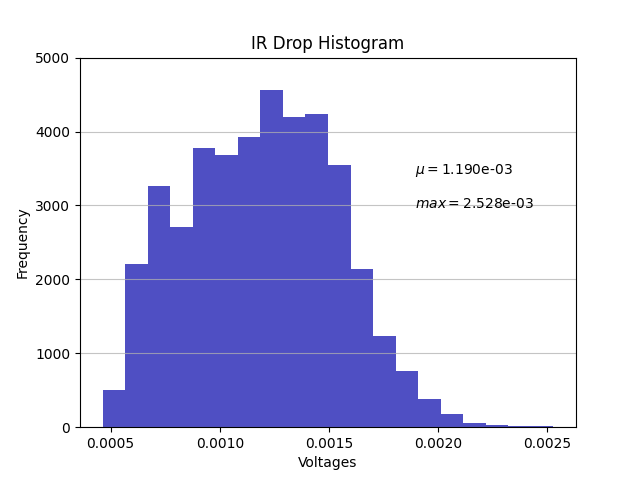 IR Drop Histogram
5000
4000
3000
2000
1000
0
Frequency
μ = 1.190e-03
max = 2.528e-03
0.0005 0.0010 0.0015 0.0020 0.0025
Voltages